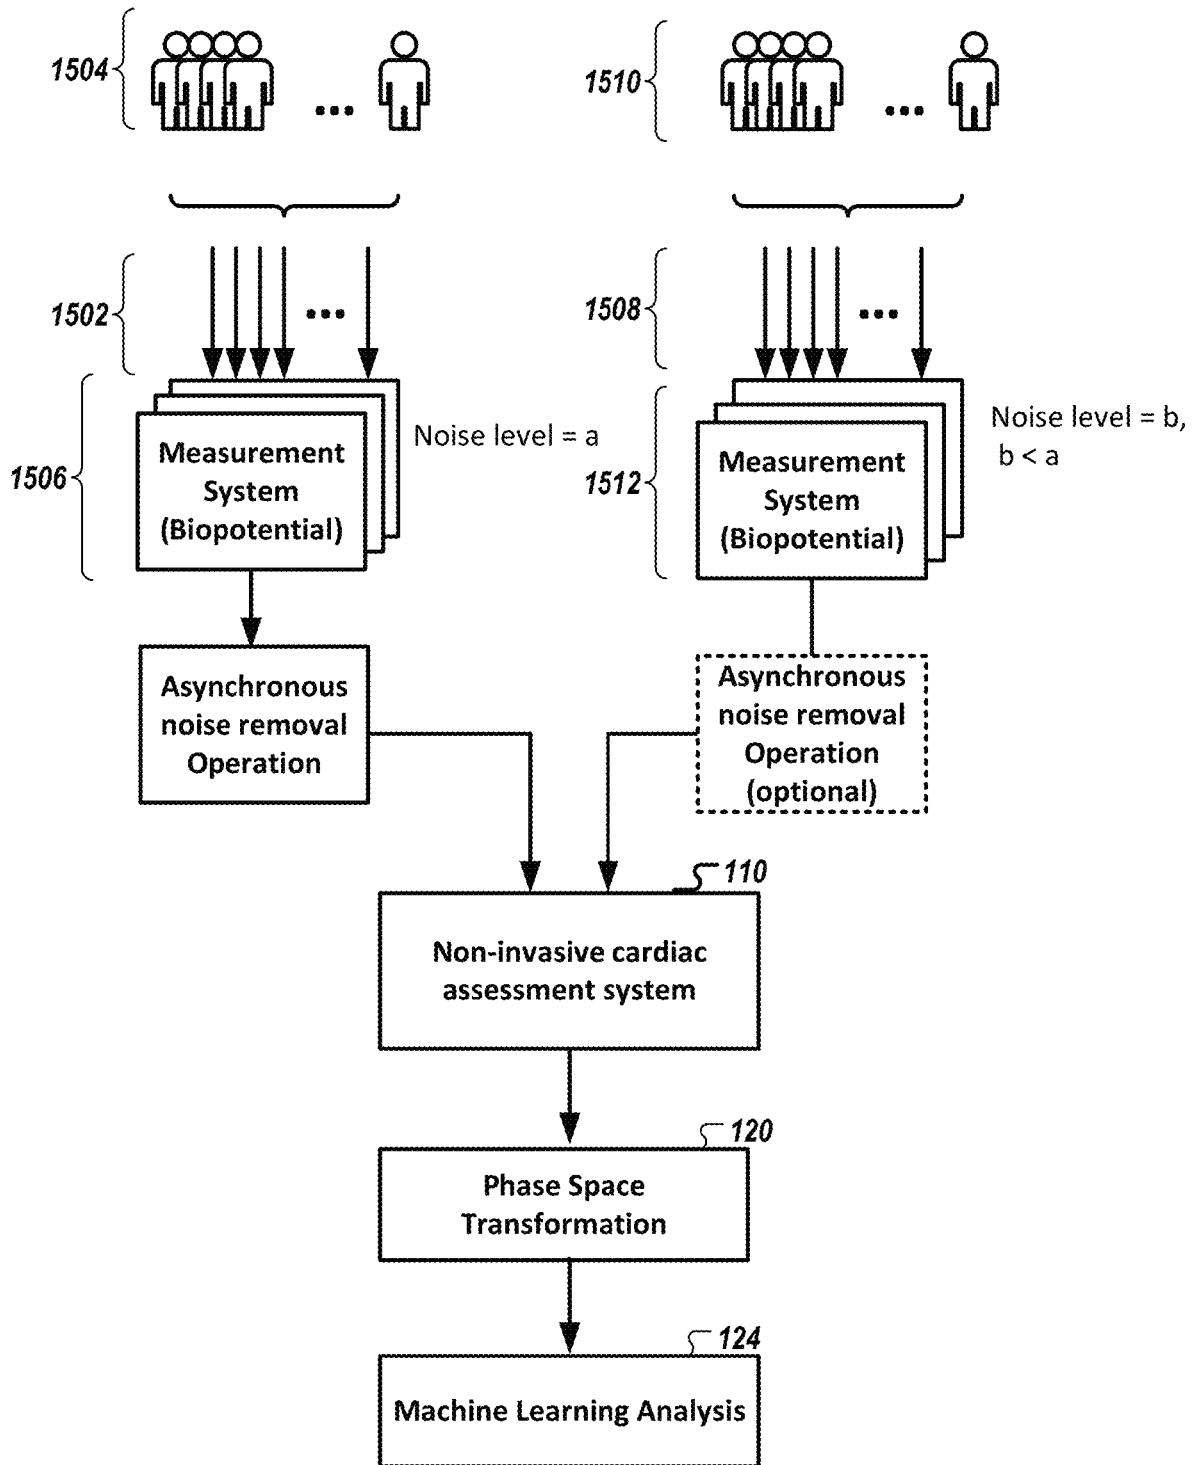 1504
1510
1502
1508
1506
Measurement
System
(Biopotential)
Noise level = a
1512
Measurement
System
(Biopotential)
Noise level = b,
b < a
Asynchronous
noise removal
Operation
Asynchronous
noise removal
Operation
(optional)
110
Non-invasive cardiac
assessment system
120
Phase Space
Transformation
124
Machine Learning Analysis